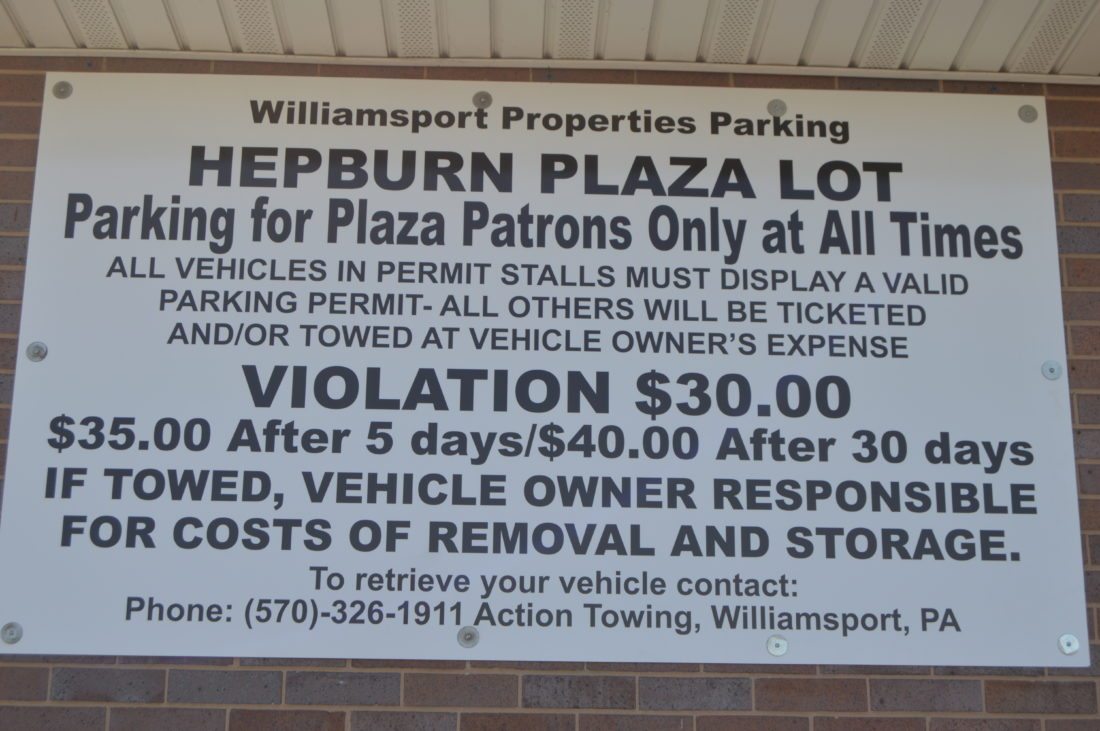 Williamsport Properties Parking
HEPBURN PLAZA LOT
Parking for Plaza Patrons Only at All Times
ALL VEHICLES IN PERMIT STALLS MUST DISPLAY A VALID
PARKING PERMIT- ALL OTHERS WILL BE TICKETED
AND/OR TOWED AT VEHICLE OWNER'S EXPENSE
VIOLATION $30.00
$35.00 After 5 days/$40.00 After 30 days
IF TOWED, VEHICLE OWNER RESPONSIBLE
FOR COSTS OF REMOVAL AND STORAGE.
To retrieve your vehicle contact:
Phone: (570)-326-1911 Action Towing, Williamsport, PA